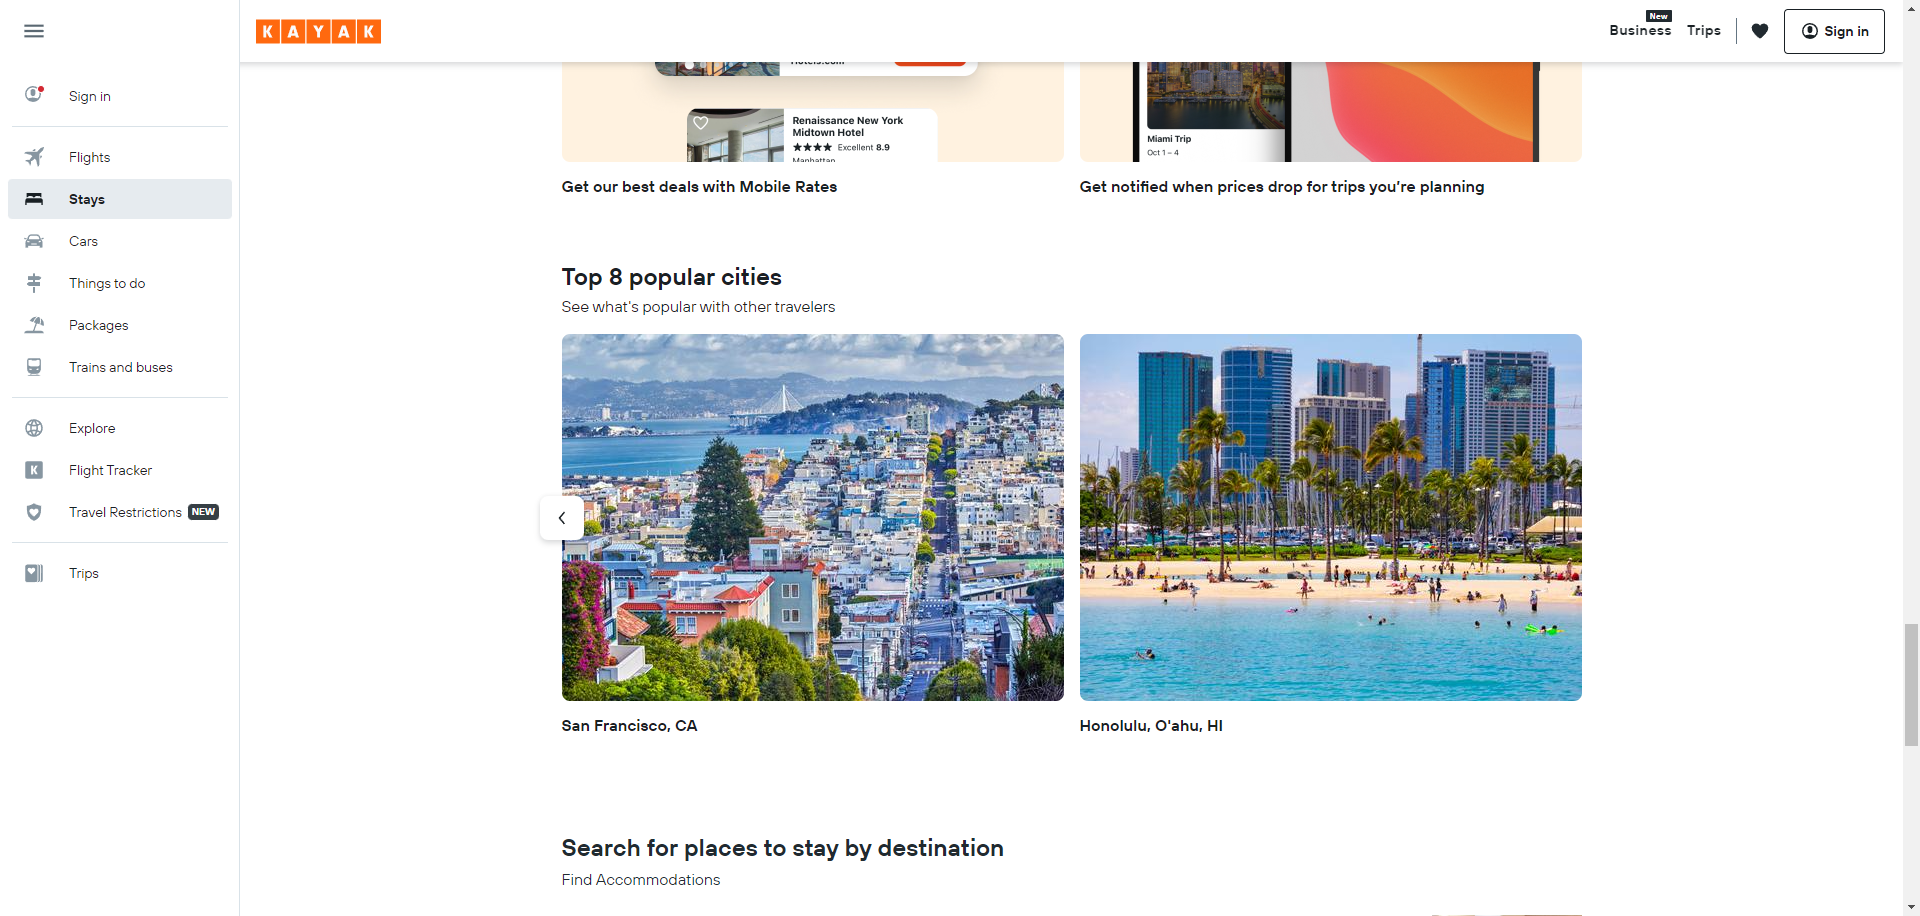 KAYAK
New
Business
Trips
Sign in
Sign in
Flights
Stays
Cars
Things to do
Packages
Trains and buses
Explore
Flight Tracker
Travel Restrictions NEW
Trips
Hotels.com
Renaissance New York
Midtown Hotel
Excellent 8.9
Manhattan
Miami Trip
Oct 1 – 4
Get our best deals with Mobile Rates
Get notified when prices drop for trips you’re planning
Top 8 popular cities
See what's popular with other travelers
San Francisco, CA
Honolulu, O'ahu, HI
Search for places to stay by destination
Find Accommodations